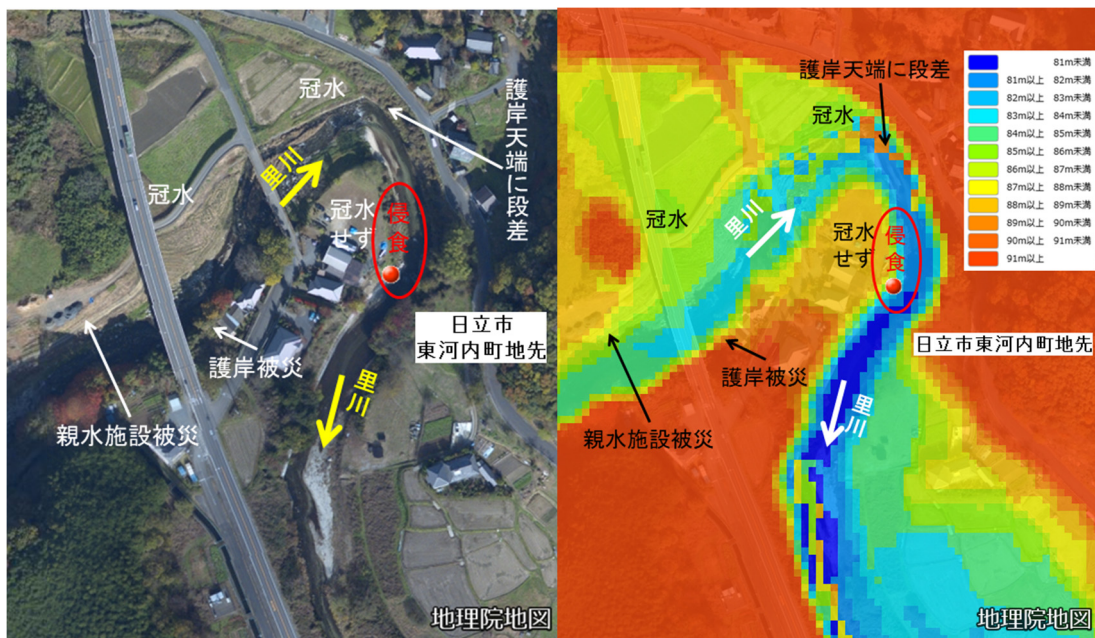 冠水
護岸天端に段差
里川
冠水
冠水
せず
侵食
日立市
東河内町地先
護岸被災
里川
親水施設被災
地理院地図
護岸天端に段差
冠水
81m未満
81m以上 82m未満
82m以上 83m未満
83m以上 84m未満
84m以上 85m未満
85m以上 86m未満
86m以上 87m未満
87m以上 88m未満
88m以上 89m未満
89m以上 90m未満
90m以上 91m未満
91m以上
冠水
里川
冠水
せず
侵食
日立市東河内町地先
護岸被災
里川
親水施設被災
地理院地図